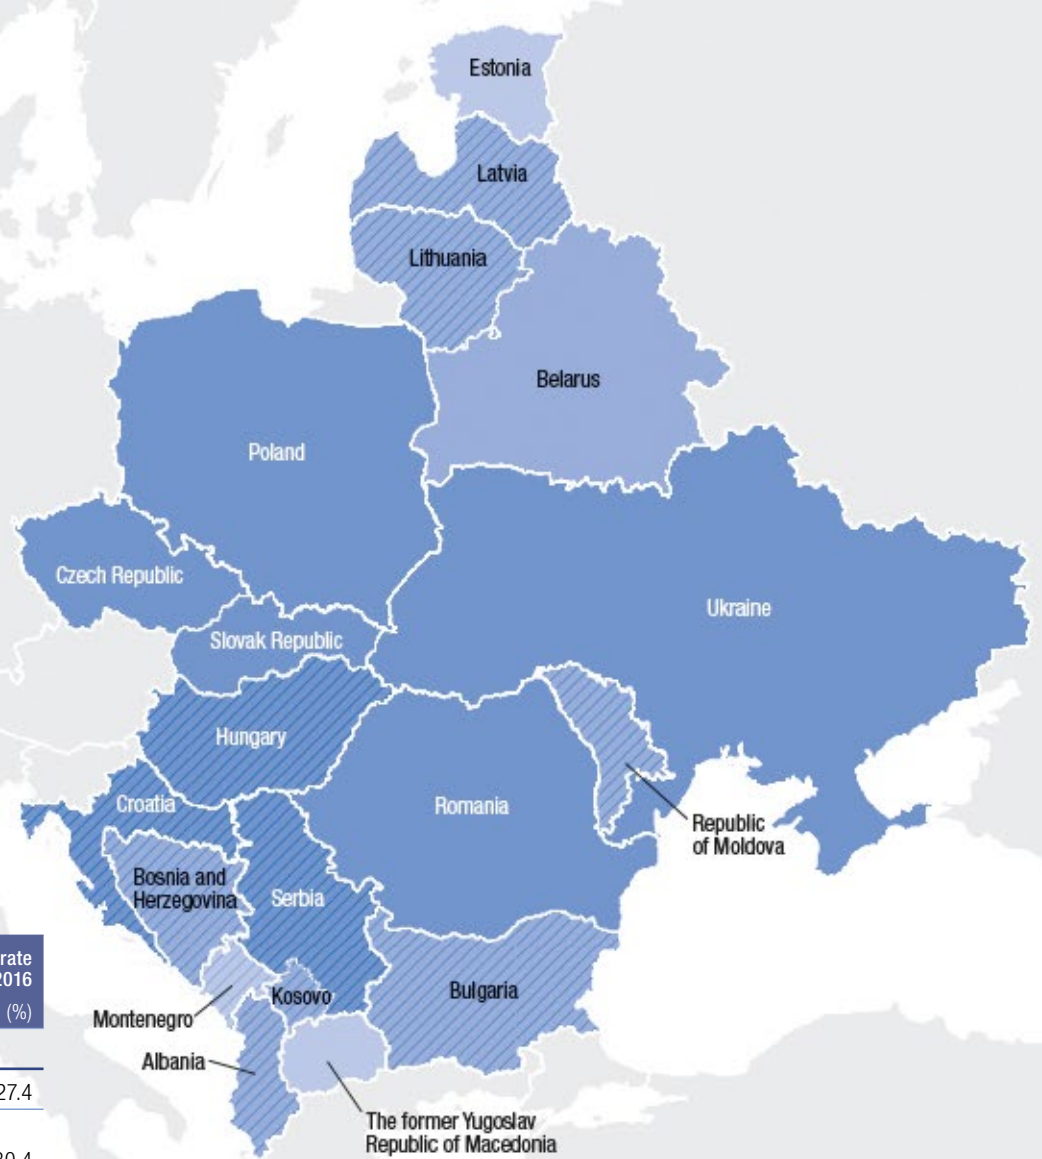 Estonia
Latvia
Lithuania
Belarus
Poland
Czech Republic
Ukraine
Slovak Republic
Hungary
Croatia
Romania
Republic
of Moldova
Bosnia and
Herzegovina
Serbia
rate
2016
(%)
Kosovo
Bulgaria
Montenegro
Albania
27.4
The former Yugoslav
Republic of Macedonia